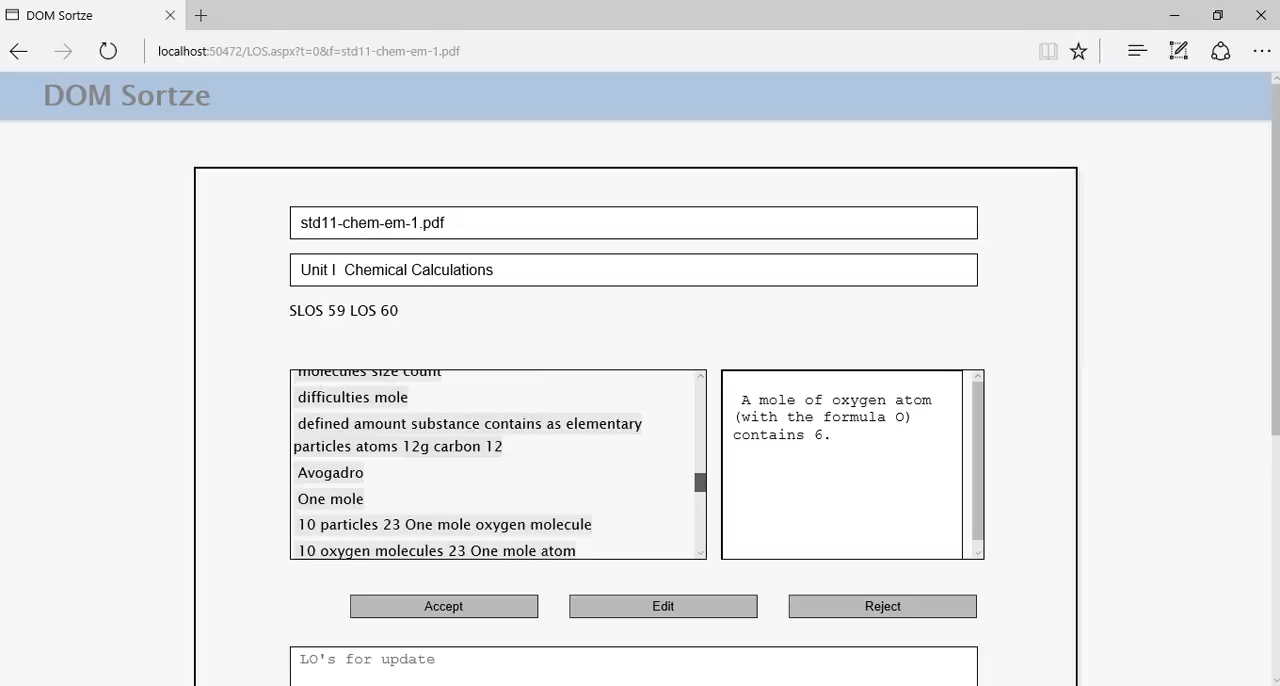 DOM Sortze
localhost:50472/LOS.aspx?t=0&f=std11-chem-em-1.pdf
DOM Sortze
std11-chem-em-1.pdf
Unit I  Chemical Calculations
SLOS 59 LOS 60
molecules size count
difficulties mole
defined amount substance contains as elementary
particles atoms 12g carbon 12
Avogadro
One mole
10 particles 23 One mole oxygen molecule
10 oxygen molecules 23 One mole atom
A mole of oxygen atom
(with the formula O)
contains 6.
Accept
Edit
Reject
LO's for update